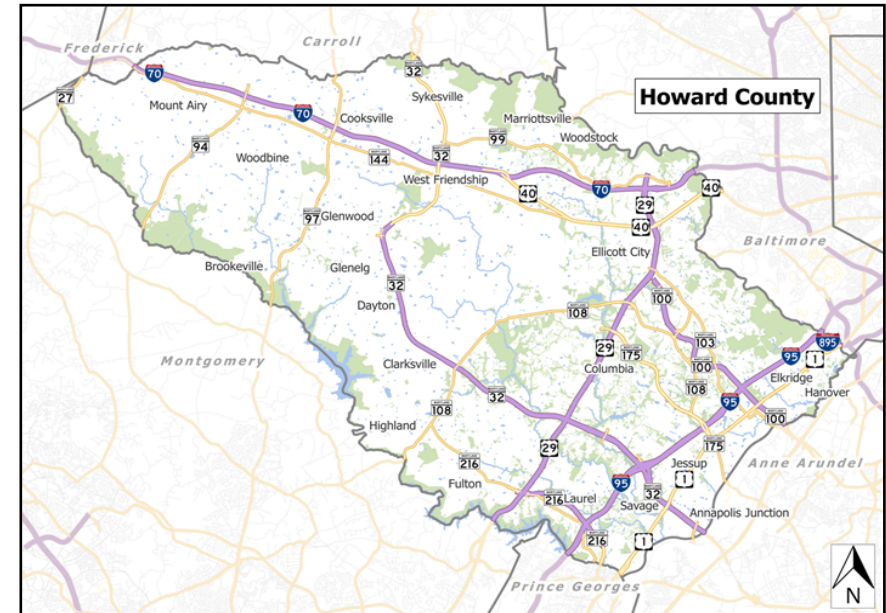 Frederick
Carroll
Howard County
70
32
27
Mount Airy
Sykesville
70
Cooksville
Marriottsville
94
99
Woodstock
Woodbine
144
32
West Friendship
40
70
40
97
Glenwood
29
40
Ellicott City
Baltimore
Brookeville
Glenelg
32
100
Dayton
108
103
895
Montgomery
29
175
95
1
Clarksville
Columbia
100
Elkridge
32
108
95
Hanover
108
100
Highland
29
175
216
Jessup
Anne Arundel
Fulton
95
1
216
Laurel
32
Savage
Annapolis Junction
216
1
Prince Georges
N